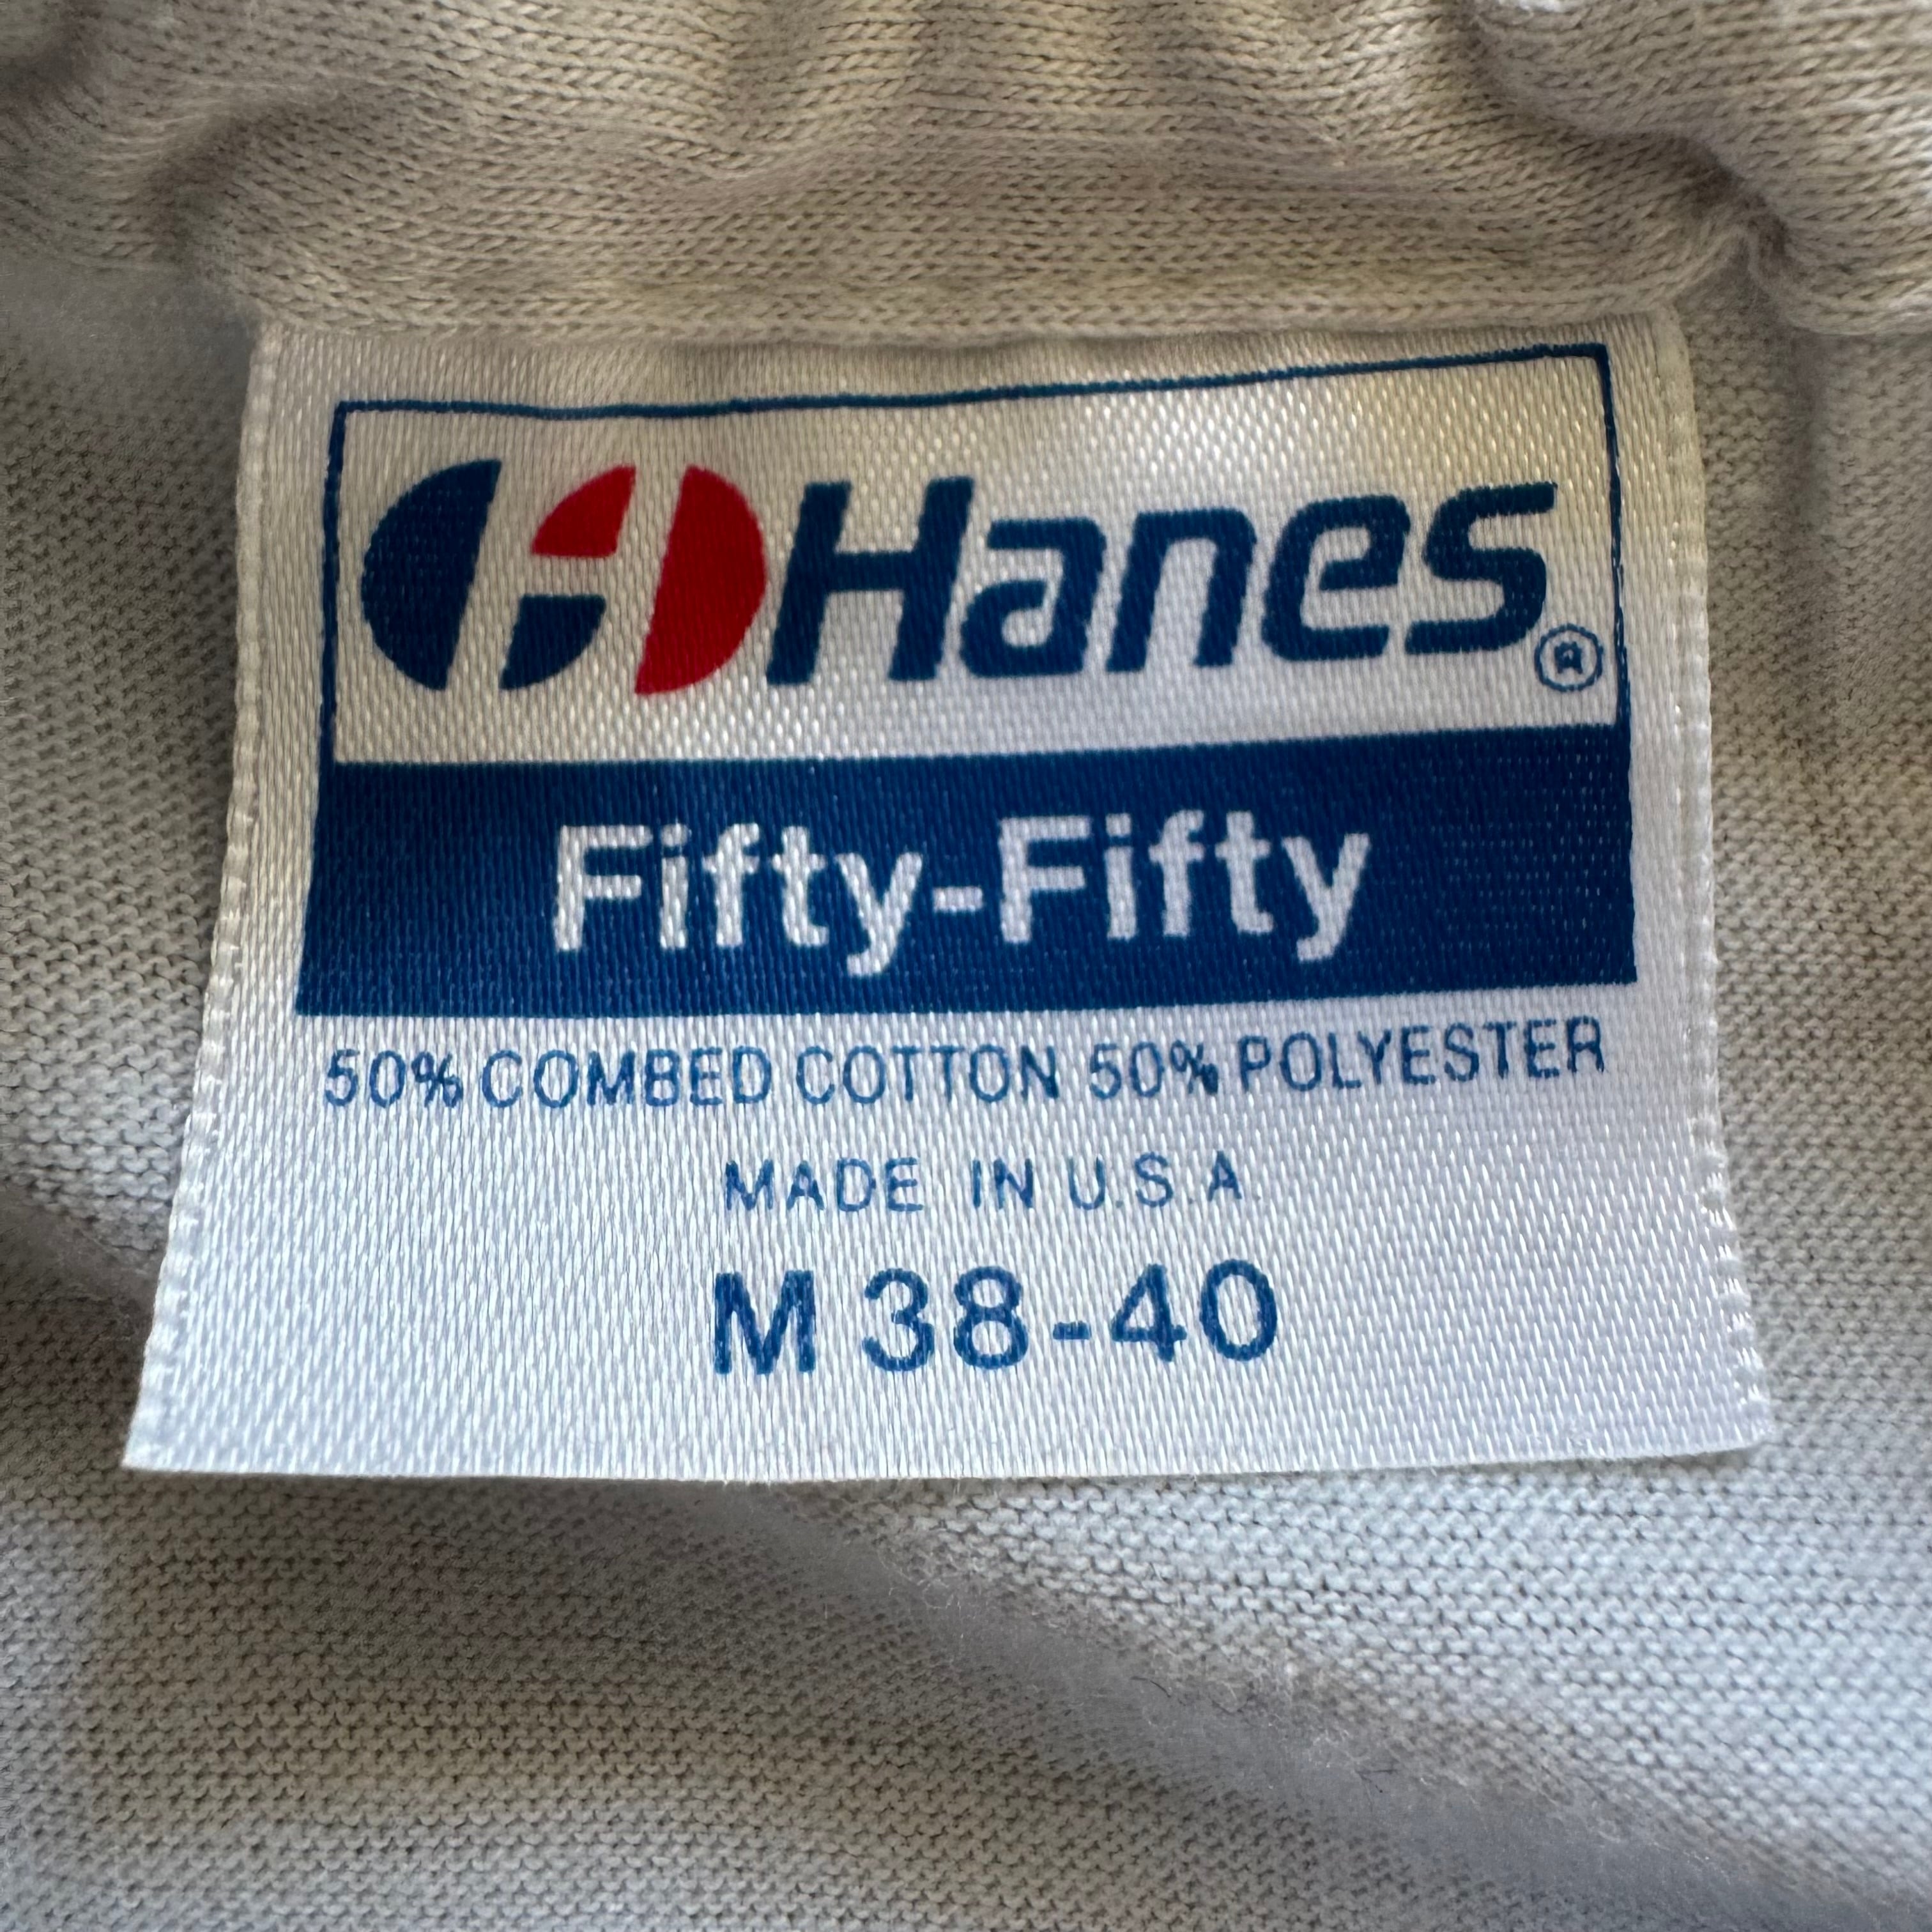 Hanes®
Fifty-Fifty
50% COMBED COTTON 50% POLYESTER
MADE IN U.S.A.
M 38-40